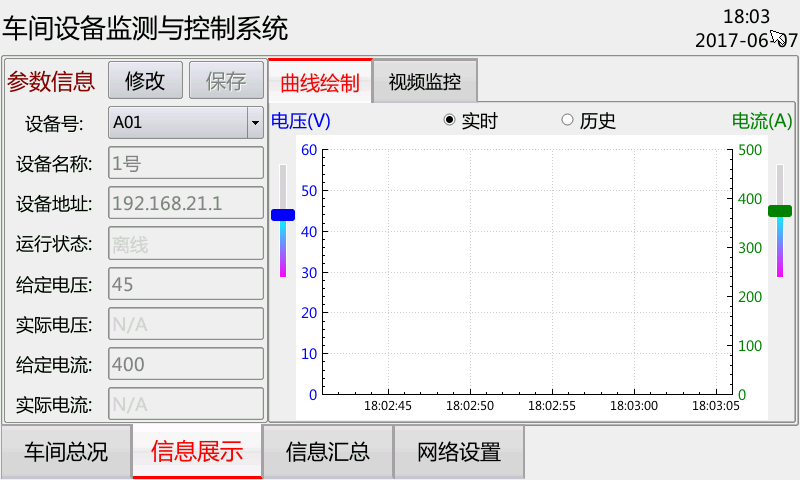 车间设备监测与控制系统
18:03
2017-06-07
参数信息 修改 保存
设备号: A01
设备名称: 1号
设备地址: 192.168.21.1
运行状态: 离线
给定电压: 45
实际电压: N/A
给定电流: 400
实际电流: N/A
曲线绘制 视频监控
电压(V) 实时 历史 电流(A)
60
50
40
30
20
10
0
500
400
300
200
100
0
18:02:45 18:02:50 18:02:55 18:03:00 18:03:05
车间总况 信息展示 信息汇总 网络设置